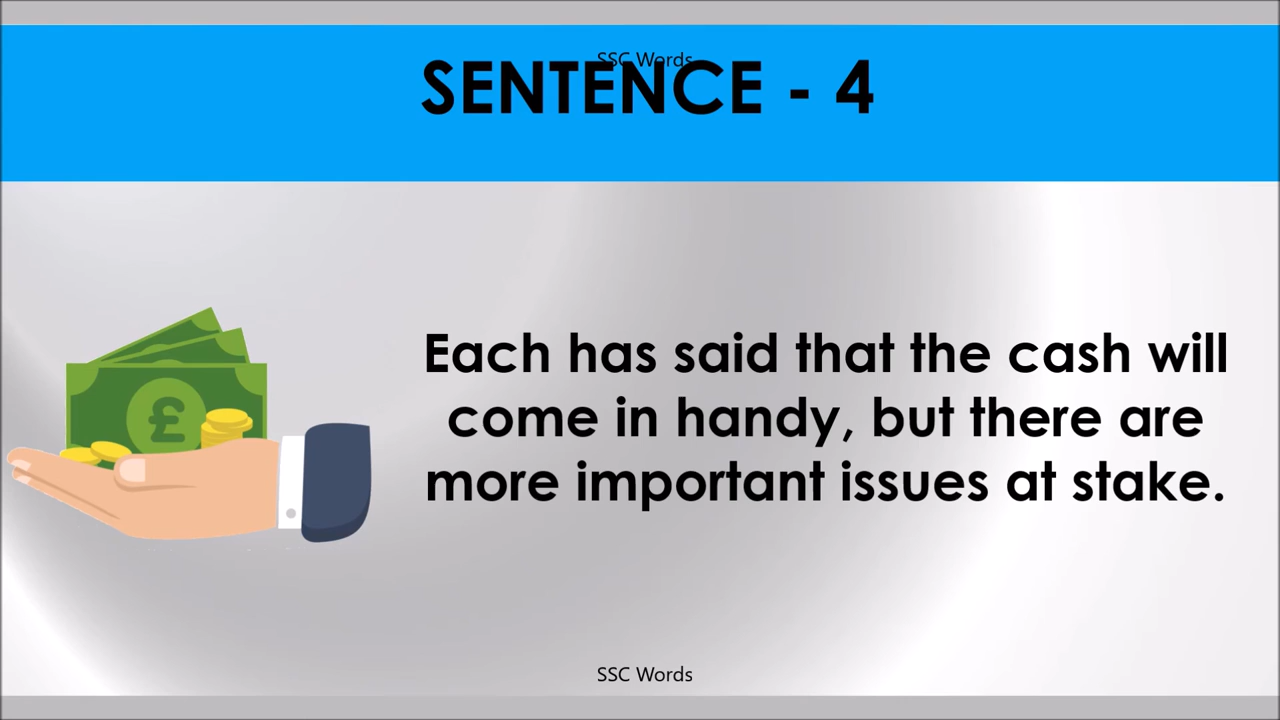 SSC Words
SENTENCE - 4
Each has said that the cash will
come in handy, but there are
more important issues at stake.
£
SSC Words